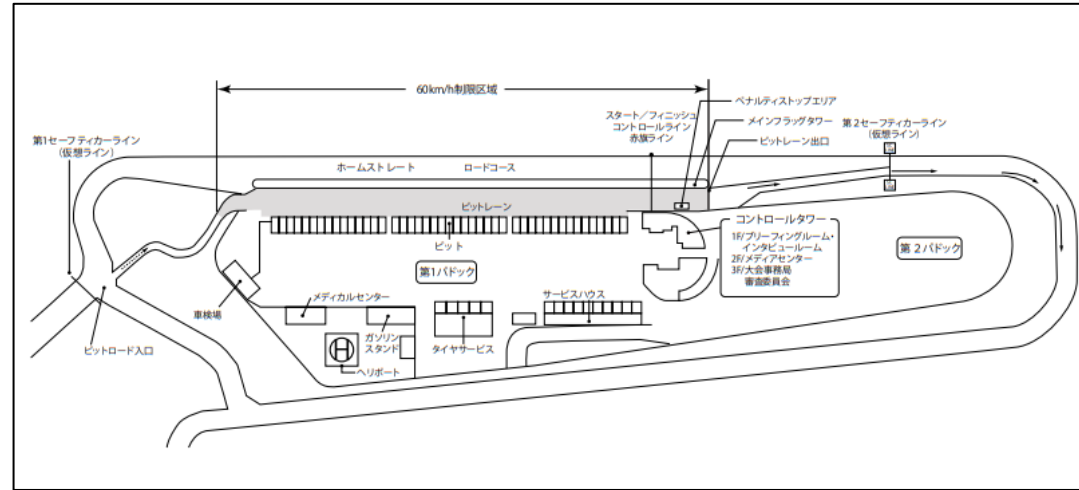 60km/h制限区域
ペナルティストップエリア
スタート／フィニッシュ
コントロールライン
赤旗ライン
メインフラッグタワー
第2セーフティカーライン
(仮想ライン)
ピットレーン出口
第1セーフティカーライン
(仮想ライン)
ホームストレート
ロードコース
ピットレーン
ピット
コントロールタワー
1F/ブリーフィングルーム・
インタビュールーム
2F/メディアセンター
3F/大会事務局
審査委員会
第2パドック
第1パドック
車検場
メディカルセンター
サービスハウス
ガソリン
スタンド
タイヤサービス
ピットロード入口
H
ヘリポート